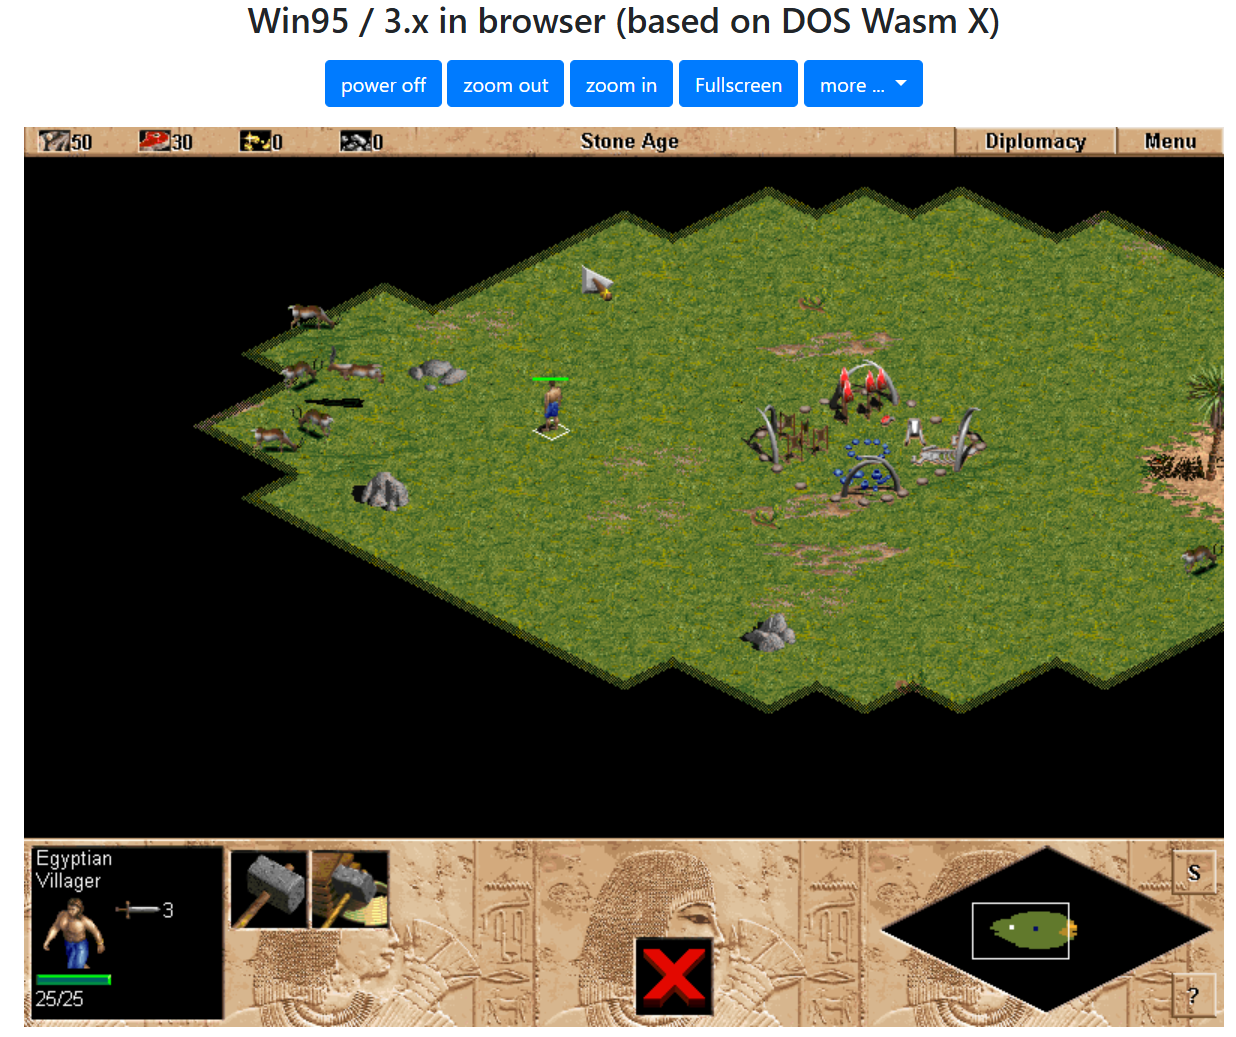 Win95 / 3.x in browser (based on DOS Wasm X)
power off zoom out zoom in Fullscreen more ...
50 30 0 0 Stone Age Diplomacy Menu
Egyptian
Villager
3
25/25
S
?